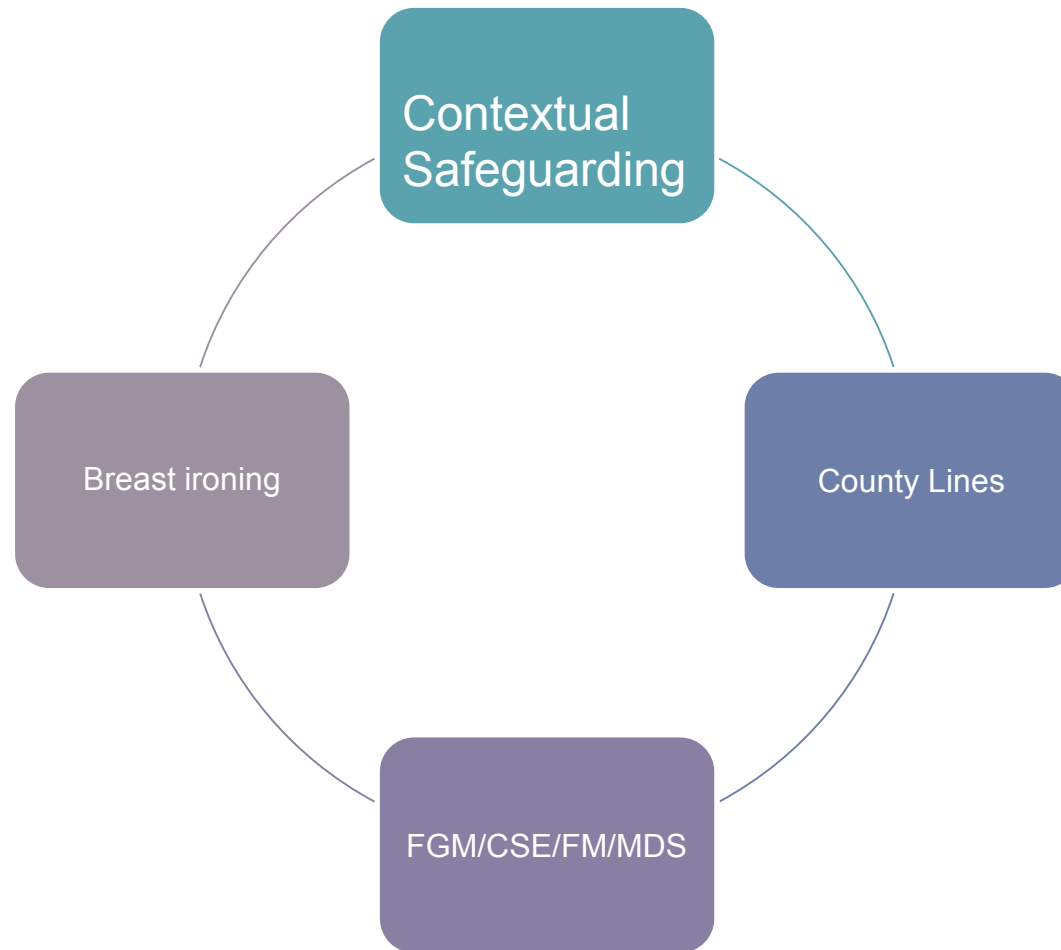 Contextual
Safeguarding
Breast ironing
County Lines
FGM/CSE/FM/MDS